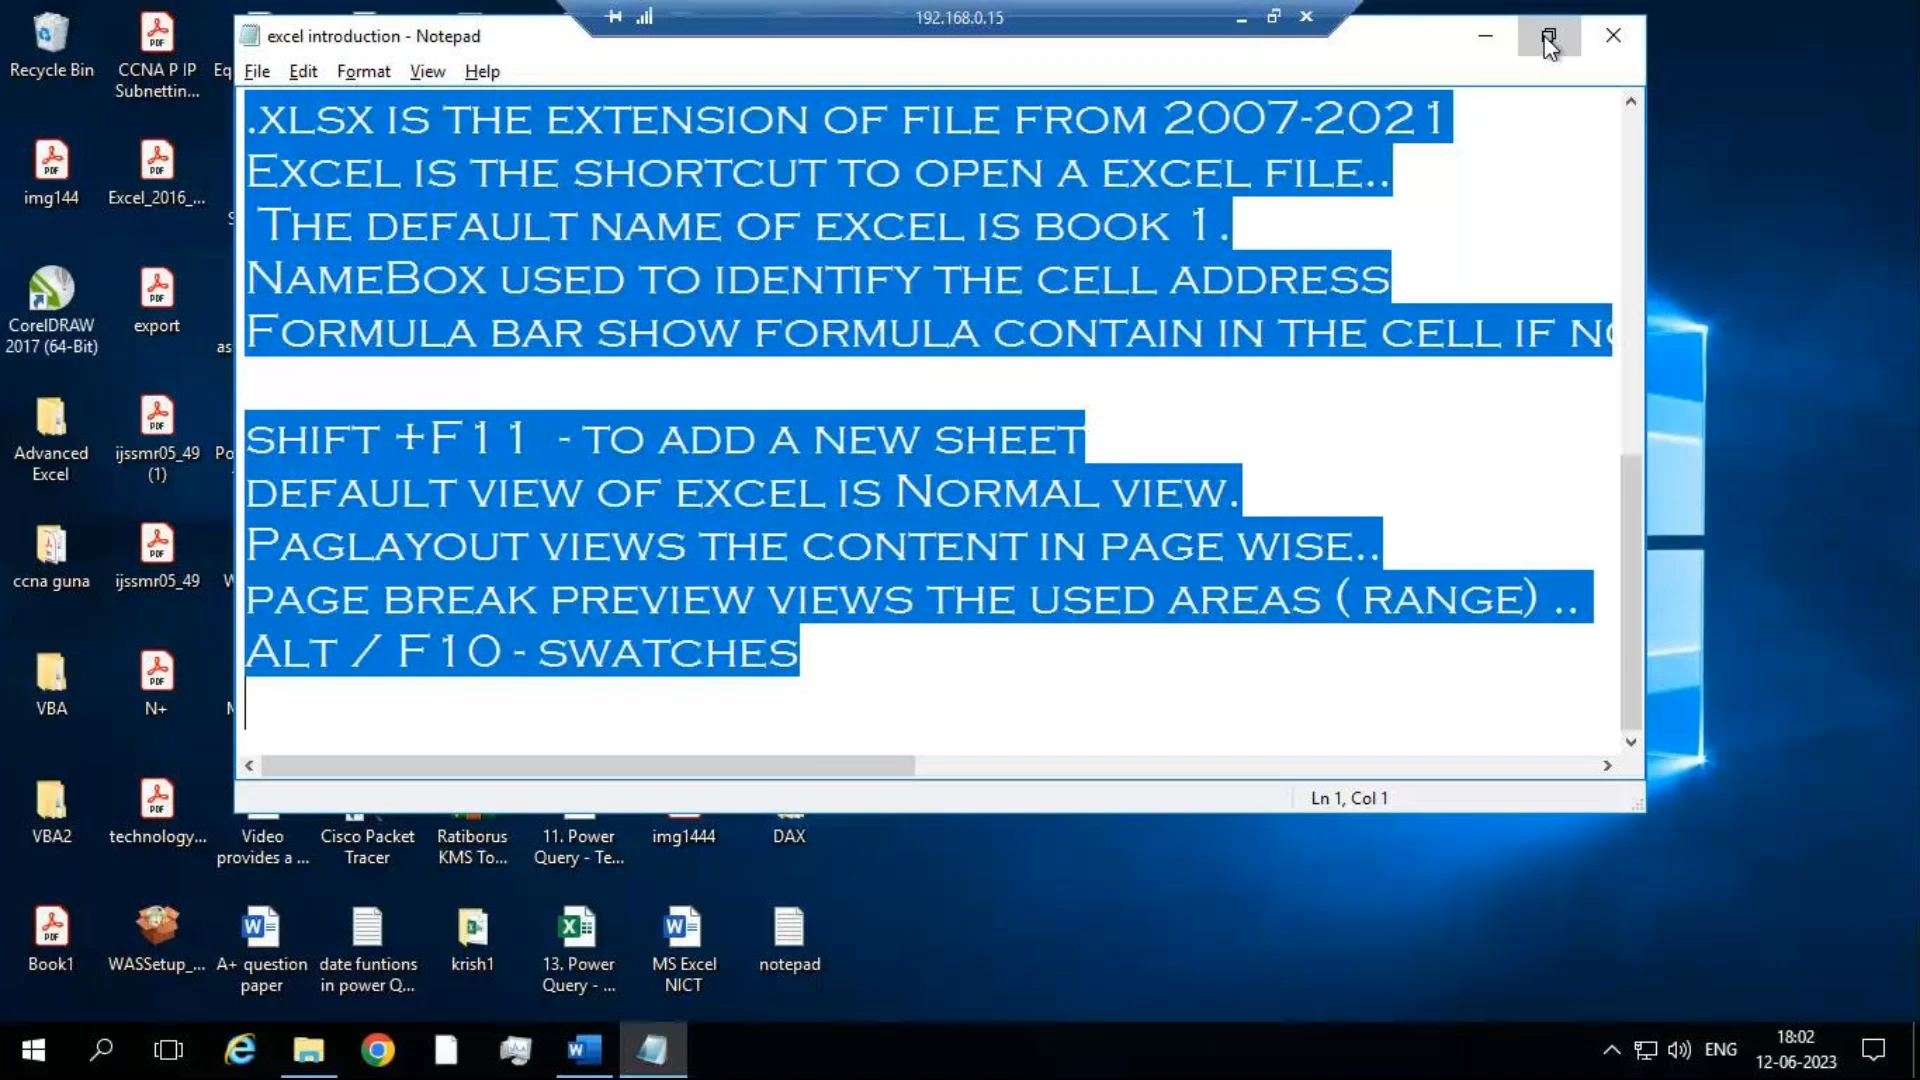 192.168.0.15
excel introduction - Notepad
File Edit Format View Help
.xlsx is the extension of file from 2007-2021
Excel is the shortcut to open a excel file..
The default name of excel is book 1.
NameBox used to identify the cell address
Formula bar show formula contain in the cell if
shift +F11 - to add a new sheet
default view of excel is Normal view.
Paglayout views the content in page wise..
page break preview views the used areas ( range) ..
Alt / F10 - swatches
Ln 1, Col 1
Recycle Bin
CCNA P IP Subnettin...
Eq
img144
Excel_2016_...
CorelDRAW 2017 (64-Bit)
export
as
Advanced Excel
ijssmr05_49 (1)
Po
ccna guna
ijssmr05_49
VBA
N+
VBA2
technology...
Video provides a ...
Cisco Packet Tracer
Ratiborus KMS To...
11. Power Query - Te...
img1444
DAX
Book1
WASSetup_...
A+ question paper
date funtions in power Q...
krish1
13. Power Query - ...
MS Excel NICT
notepad
ENG
18:02
12-06-2023